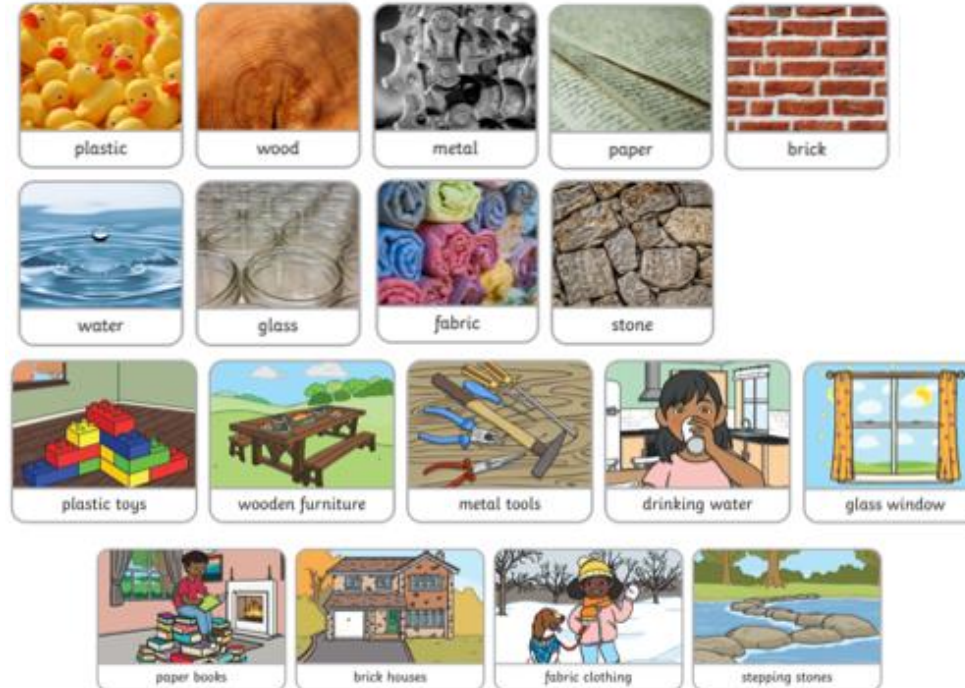 plastic
wood
metal
paper
brick
water
glass
fabric
stone
plastic toys
wooden furniture
metal tools
drinking water
glass window
paper books
brick houses
fabric clothing
stepping stones